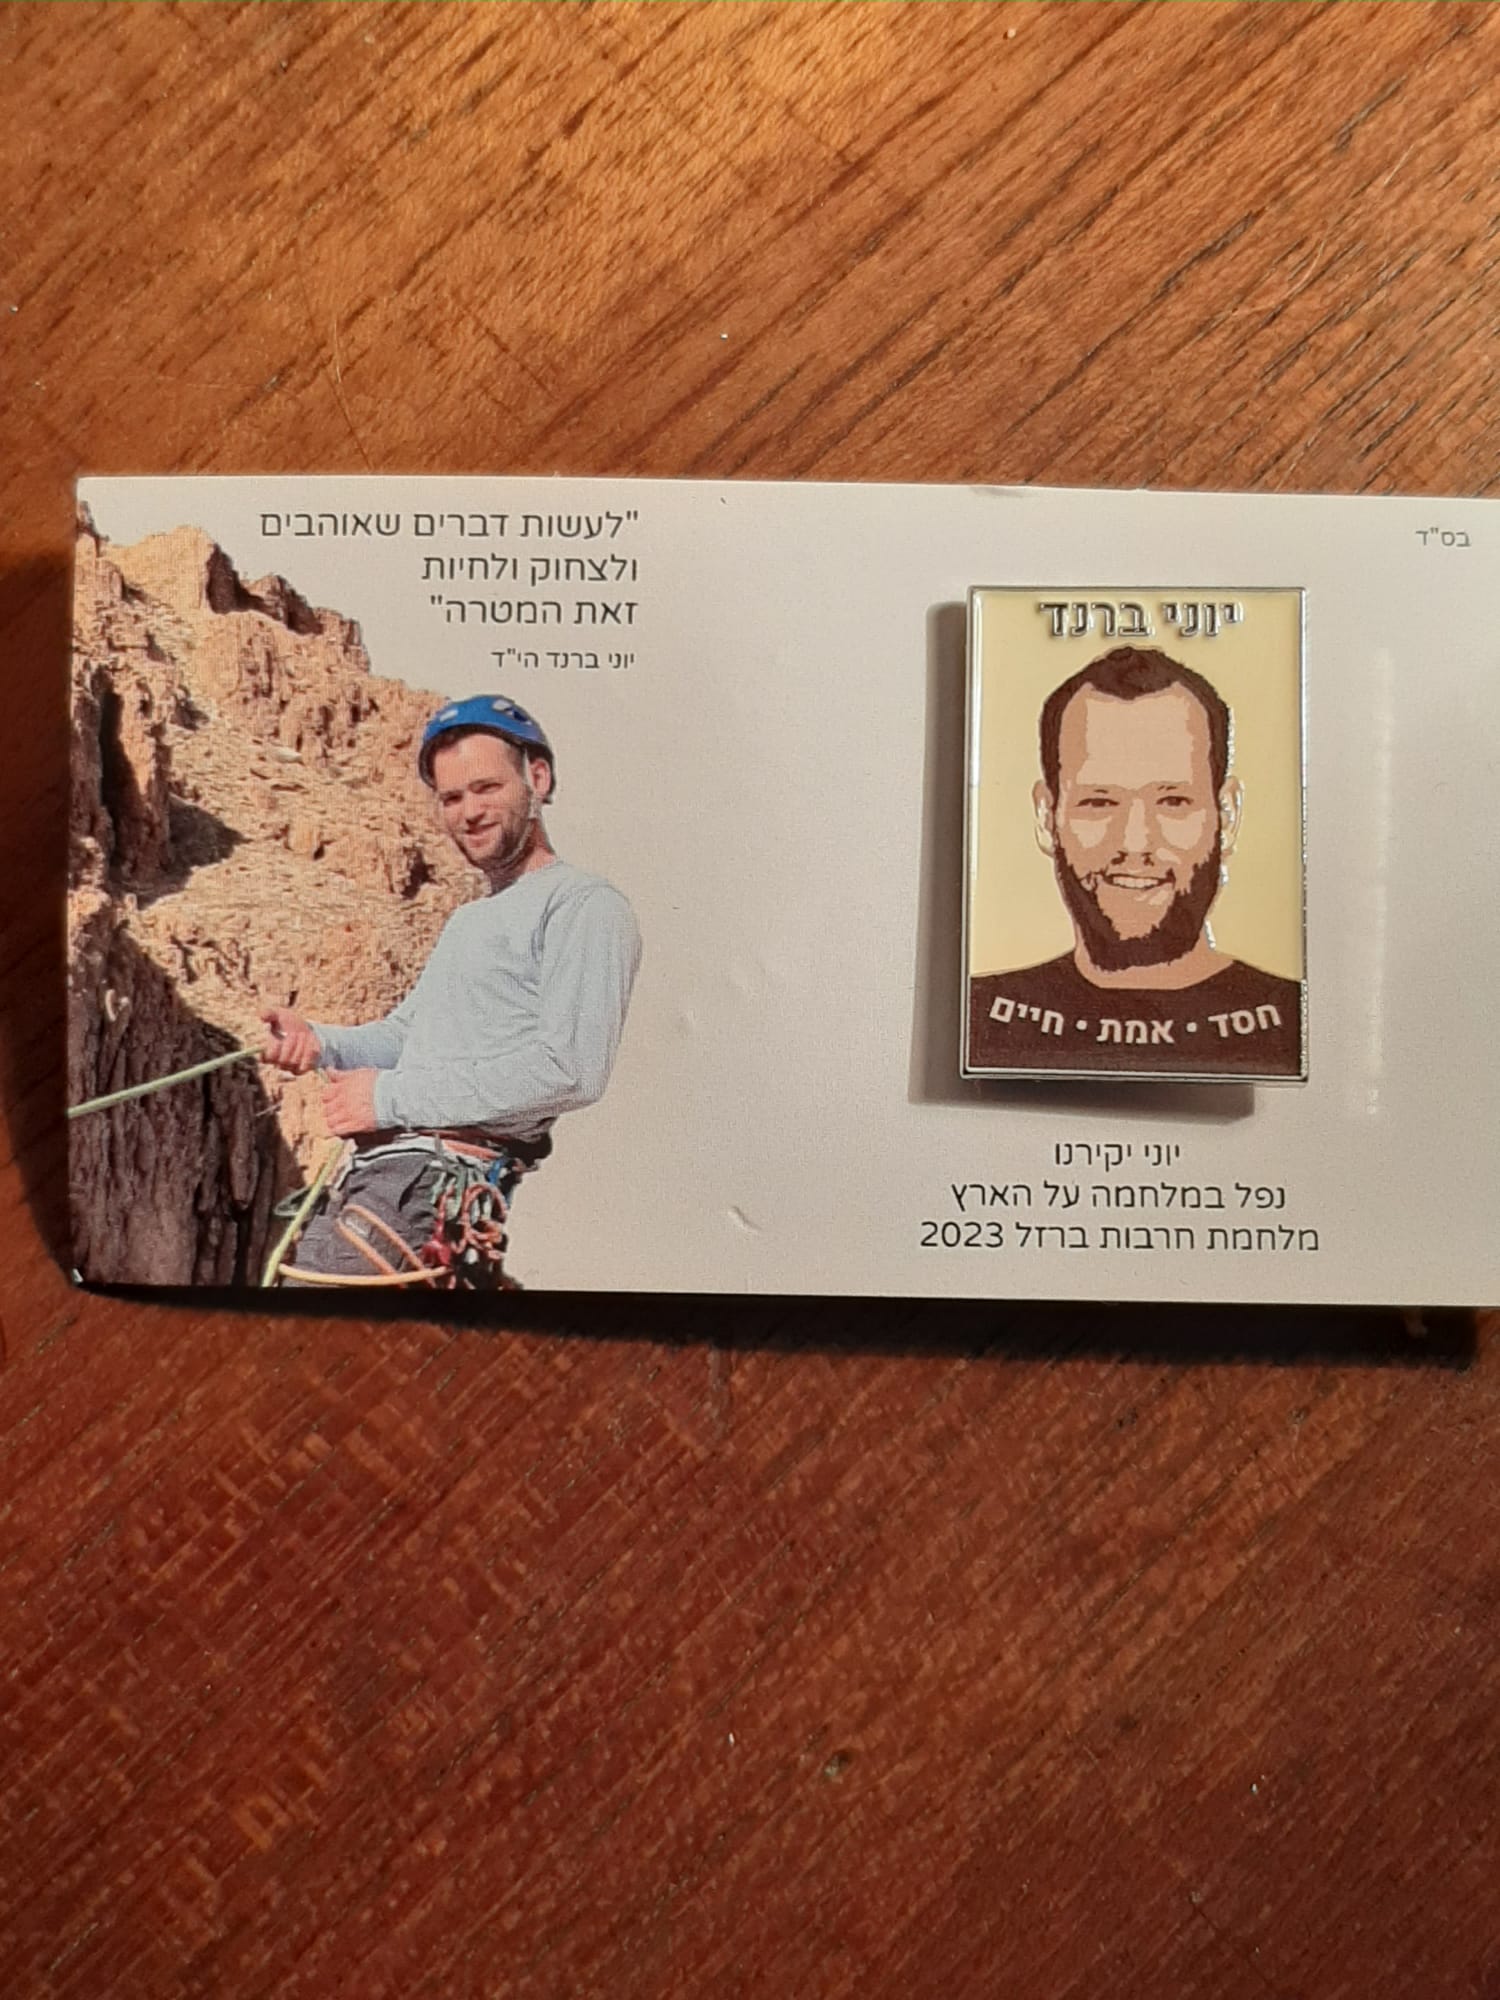 בס"ד
"לעשות דברים שאוהבים
ולצחוק ולחיות
זאת המטרה"
יוני ברנד הי"ד
יוני ברנד
חסד • אמת • חיים
יוני יקירנו
נפל במלחמה על הארץ
מלחמת חרבות ברזל 2023